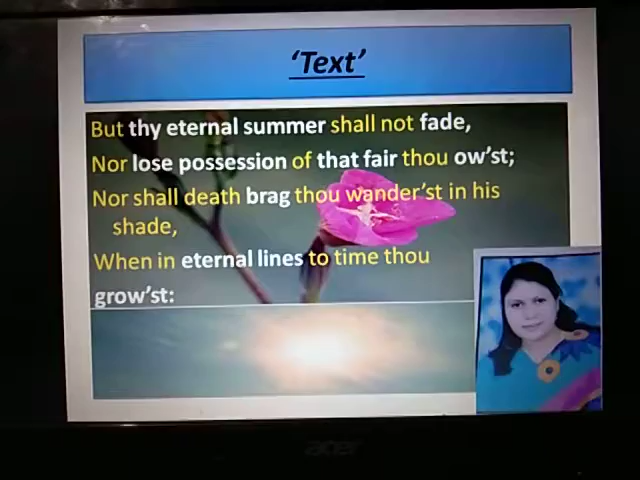 ‘Text’
But thy eternal summer shall not fade,
Nor lose possession of that fair thou ow’st;
Nor shall death brag thou wander’st in his
shade,
When in eternal lines to time thou
grow’st:
acer